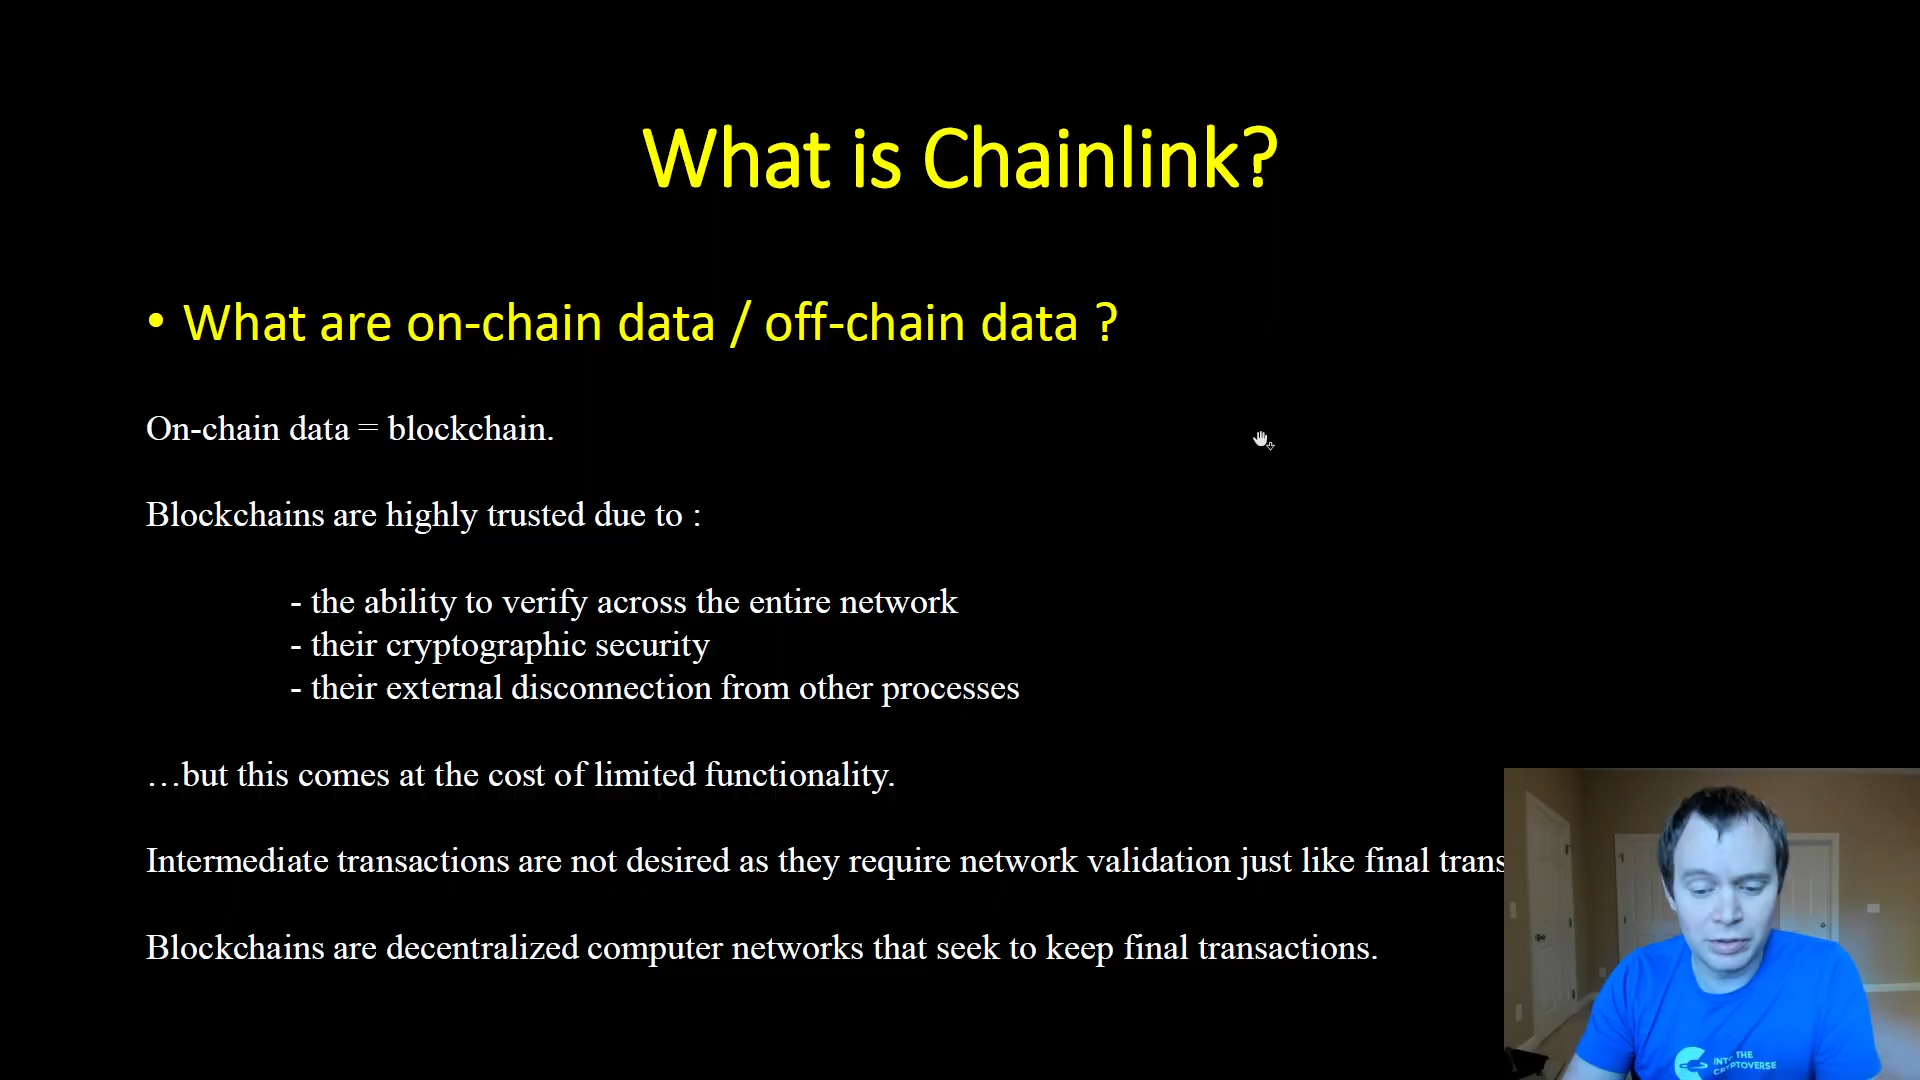 What is Chainlink?
• What are on-chain data / off-chain data ?
On-chain data = blockchain.
Blockchains are highly trusted due to :
- the ability to verify across the entire network
- their cryptographic security
- their external disconnection from other processes
…but this comes at the cost of limited functionality.
Intermediate transactions are not desired as they require network validation just like final trans
Blockchains are decentralized computer networks that seek to keep final transactions.
INTO THE
CRYPTOVERSE